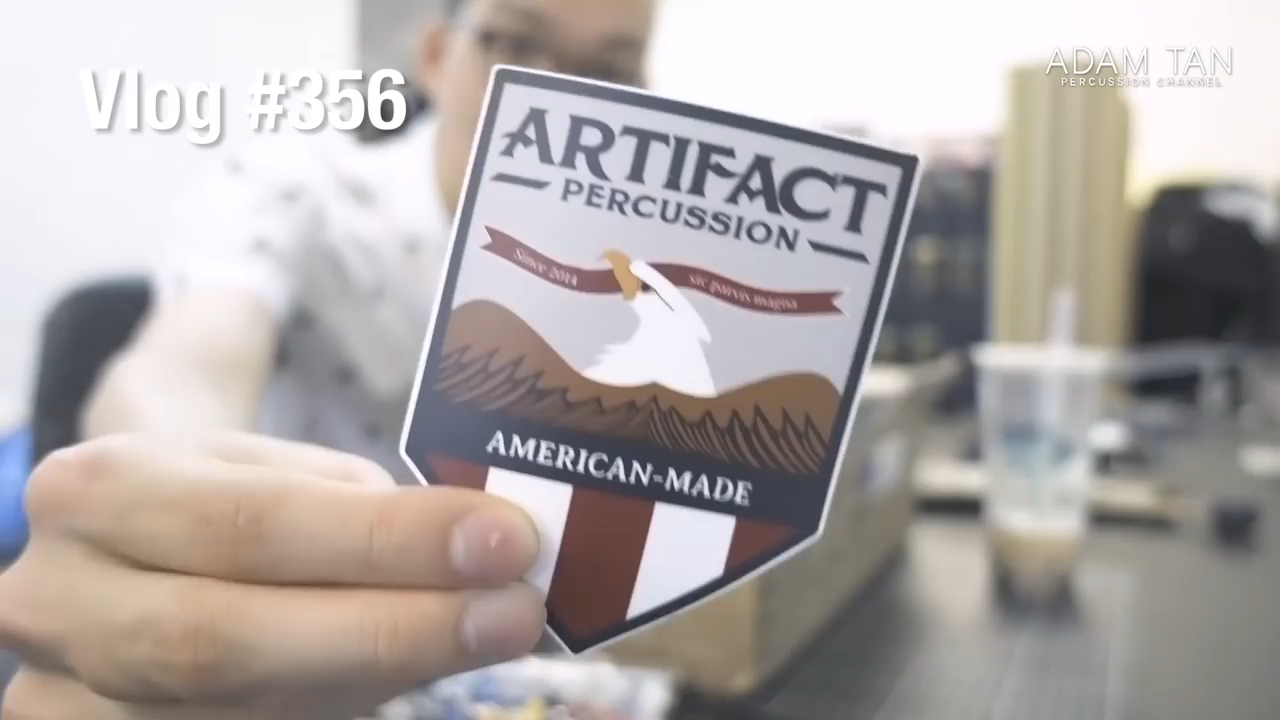 Vlog #356
ADAM TAN
PERCUSSION CHANNEL
ARTIFACT
PERCUSSION
Since 2014
sic parvis magna
AMERICAN-MADE